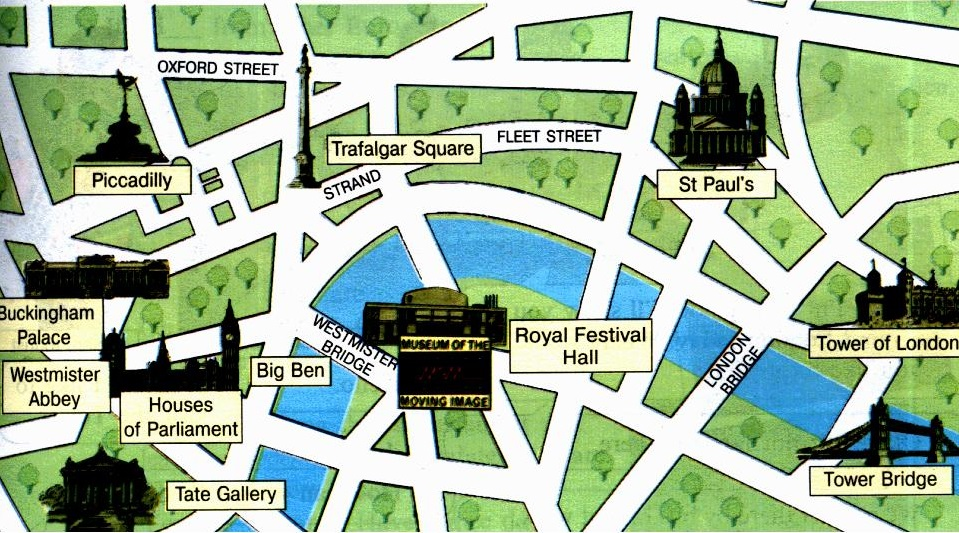 OXFORD STREET
Trafalgar Square
FLEET STREET
Piccadilly
STRAND
St Paul's
Buckingham
Palace
WESTMISTER
BRIDGE
MUSEUM OF THE
MOVING IMAGE
Royal Festival
Hall
LONDON
BRIDGE
Tower of London
Westmister
Abbey
Big Ben
Houses
of Parliament
Tate Gallery
Tower Bridge